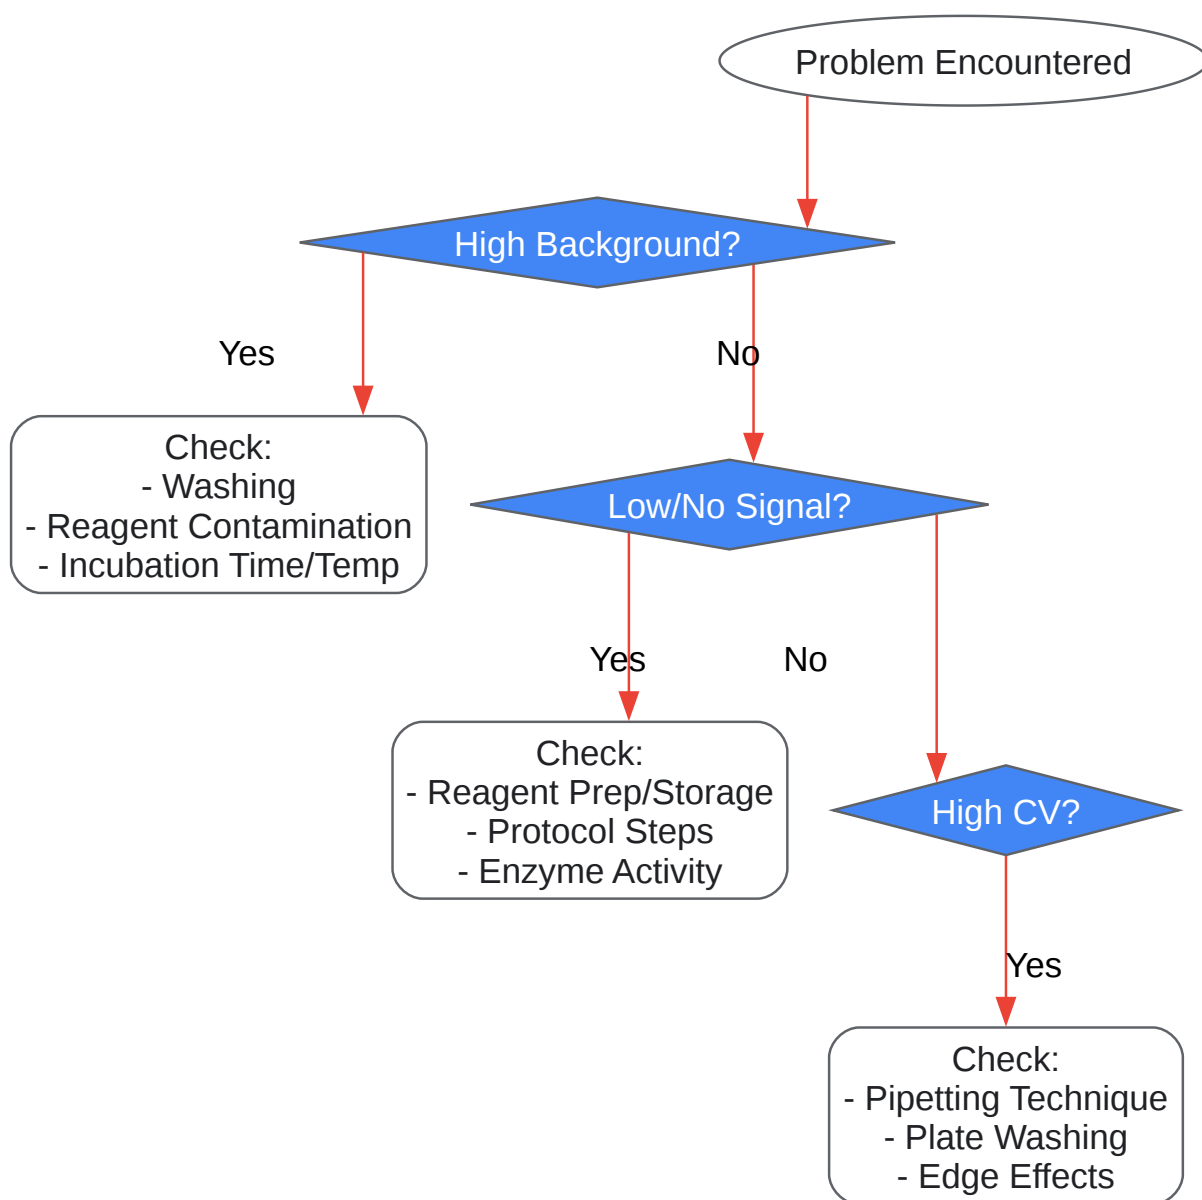 Problem Encountered
High Background?
Yes
No
Check:
- Washing
- Reagent Contamination
- Incubation Time/Temp
Low/No Signal?
Yes
No
Check:
- Reagent Prep/Storage
- Protocol Steps
- Enzyme Activity
High CV?
Yes
Check:
- Pipetting Technique
- Plate Washing
- Edge Effects